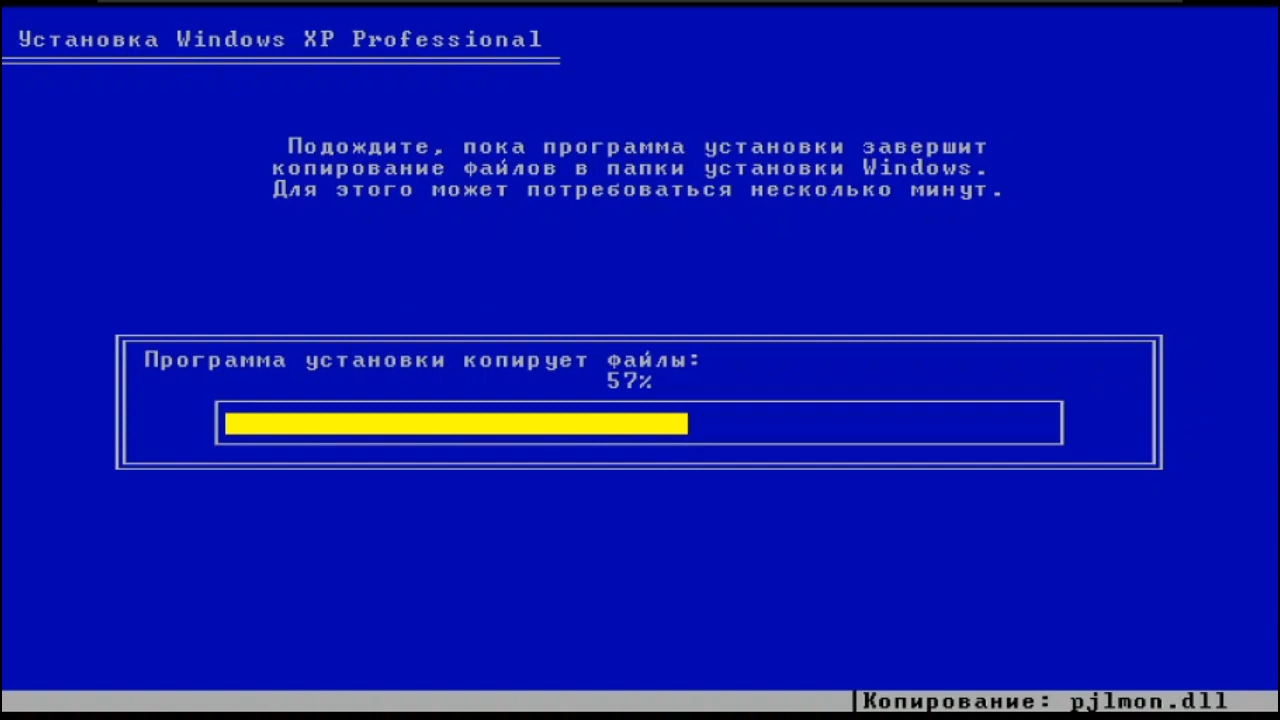 Установка Windows XP Professional
Подождите, пока программа установки завершит
копирование файлов в папки установки Windows.
Для этого может потребоваться несколько минут.
Программа установки копирует файлы:
57%
Копирование: pjlmon.dll